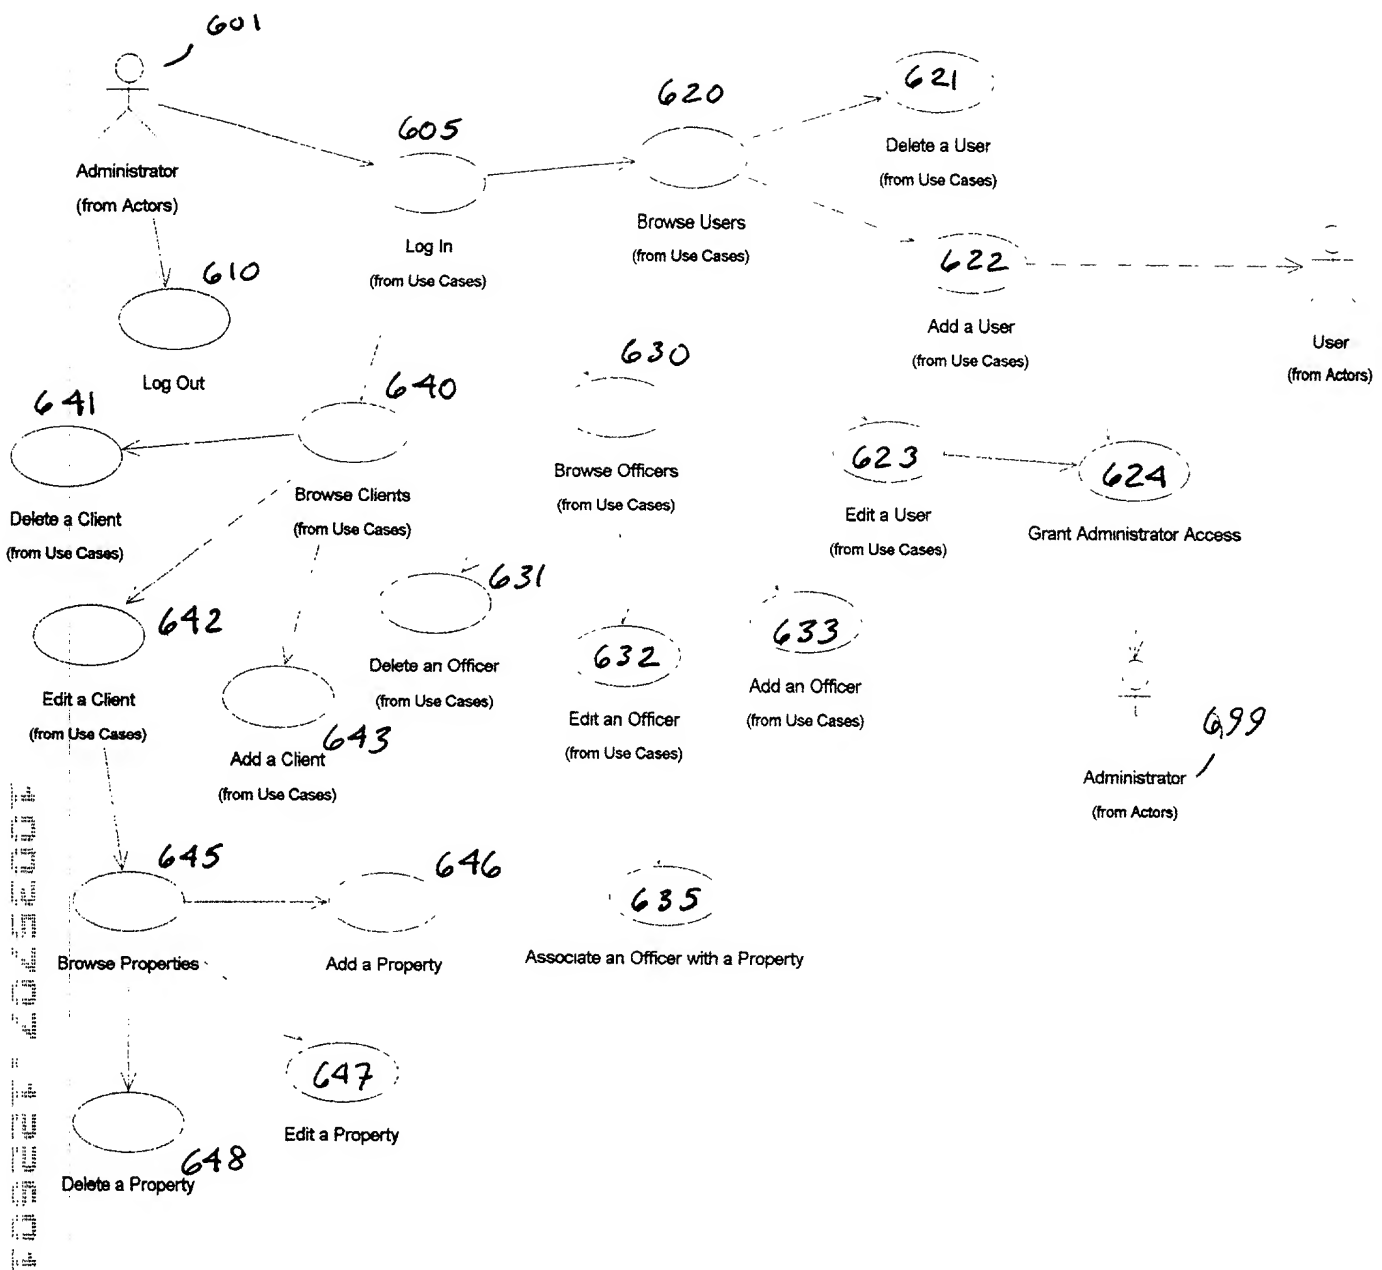 601
Administrator
(from Actors)
605
Log In
(from Use Cases)
620
Browse Users
(from Use Cases)
621
Delete a User
(from Use Cases)
622
Add a User
(from Use Cases)
User
(from Actors)
610
Log Out
640
Browse Clients
(from Use Cases)
641
Delete a Client
(from Use Cases)
630
Browse Officers
(from Use Cases)
623
Edit a User
(from Use Cases)
624
Grant Administrator Access
642
Edit a Client
(from Use Cases)
643
Add a Client
(from Use Cases)
631
Delete an Officer
(from Use Cases)
632
Edit an Officer
(from Use Cases)
633
Add an Officer
(from Use Cases)
699
Administrator
(from Actors)
645
Browse Properties
646
Add a Property
635
Associate an Officer with a Property
647
Edit a Property
648
Delete a Property